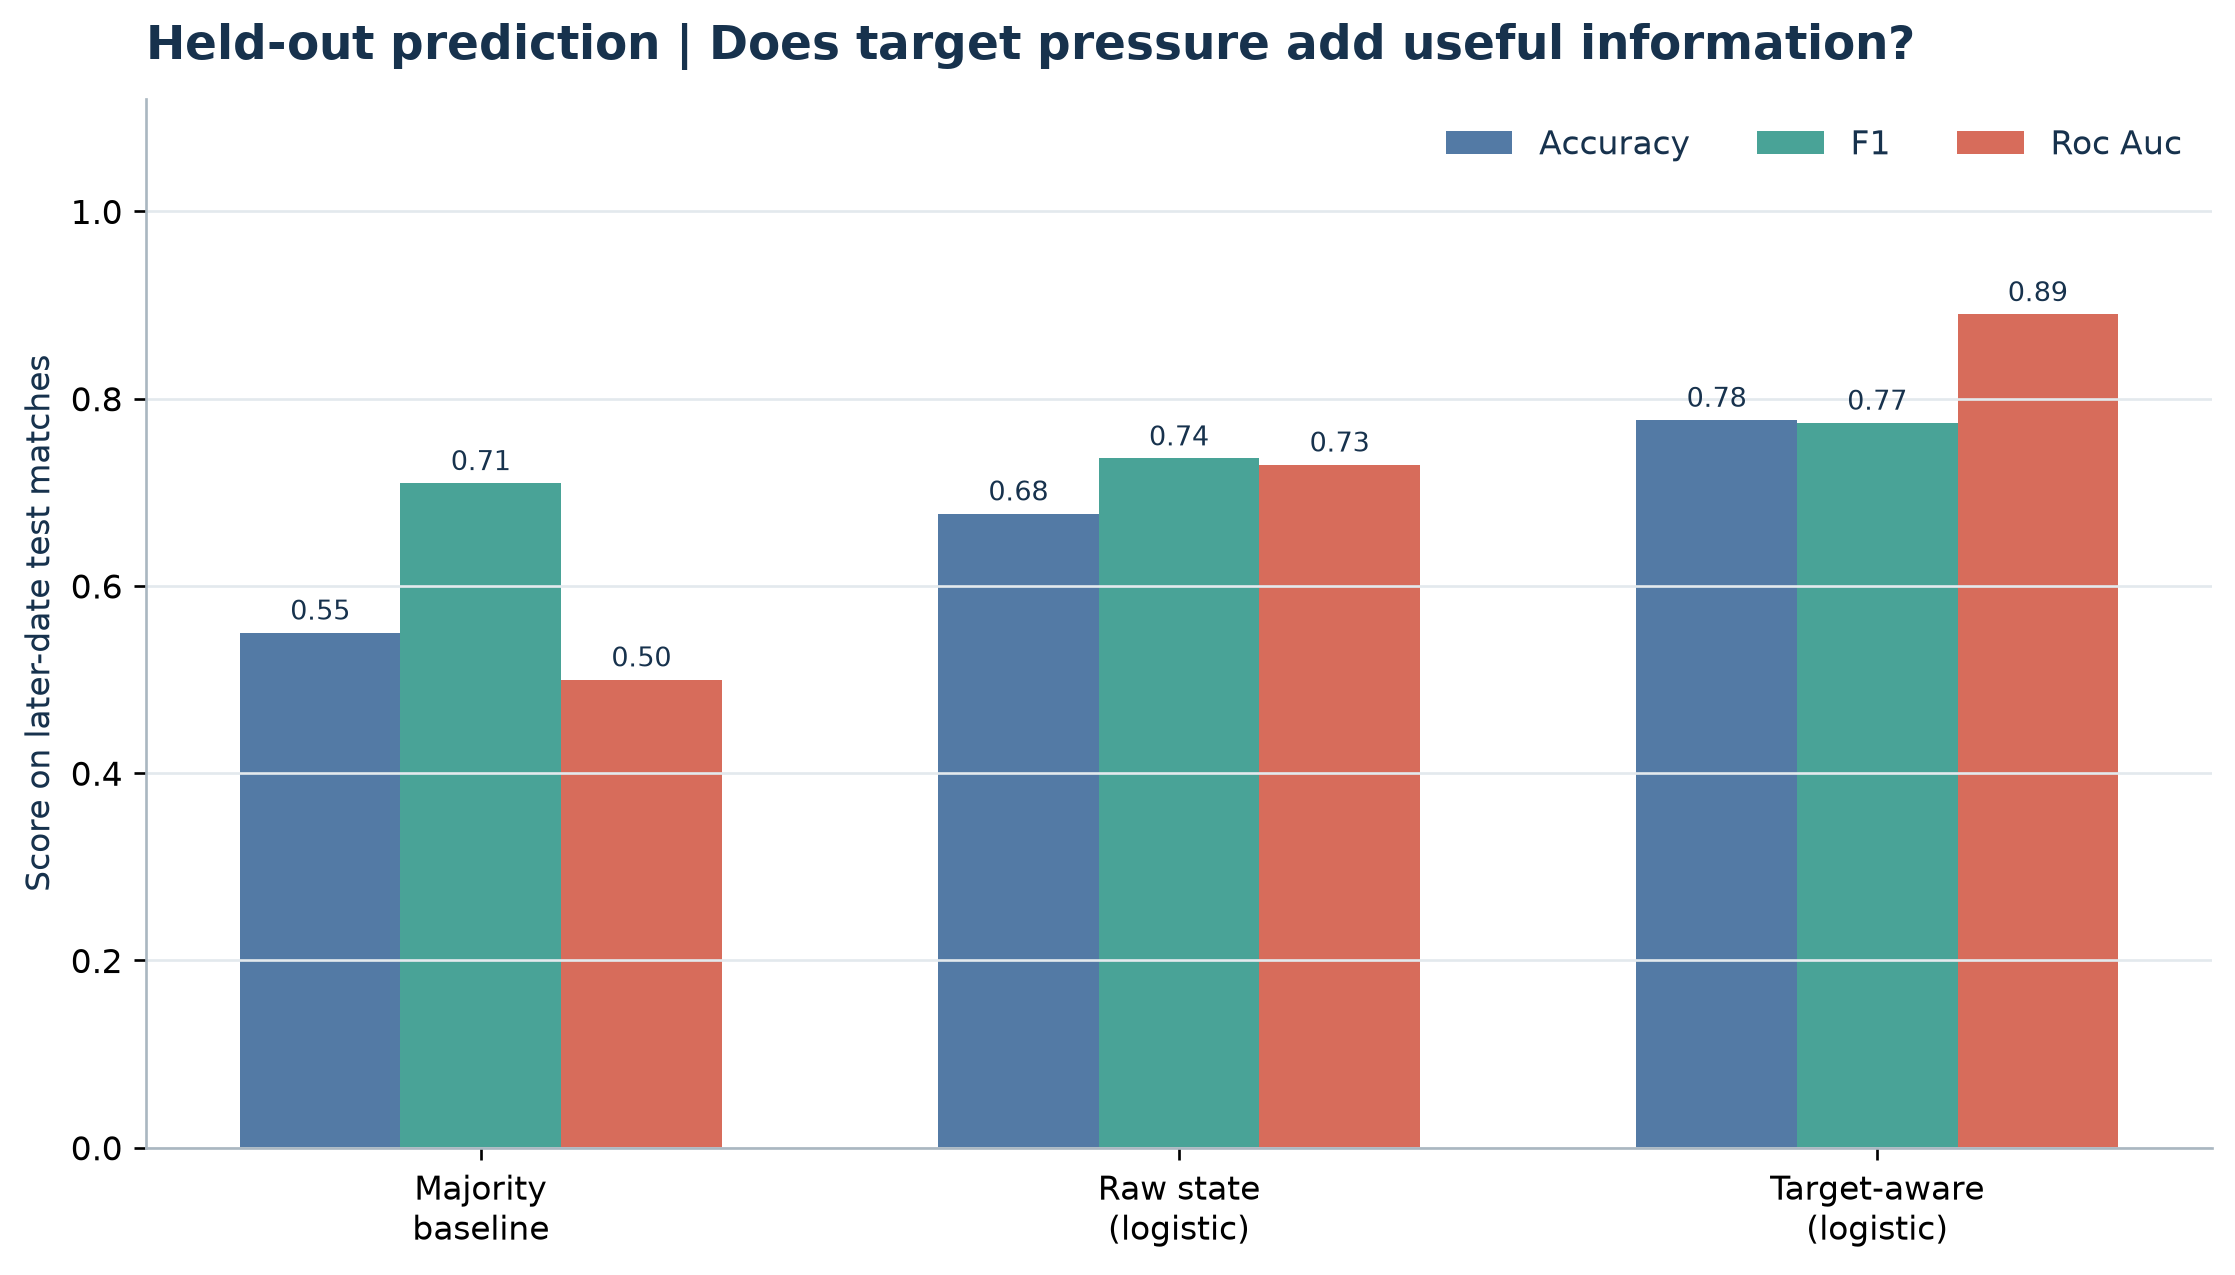 Held-out prediction | Does target pressure add useful information?
Accuracy
F1
Roc Auc
Score on later-date test matches
1.0
0.8
0.6
0.4
0.2
0.0
0.55
0.71
0.50
0.68
0.74
0.73
0.78
0.77
0.89
Majority
baseline
Raw state
(logistic)
Target-aware
(logistic)